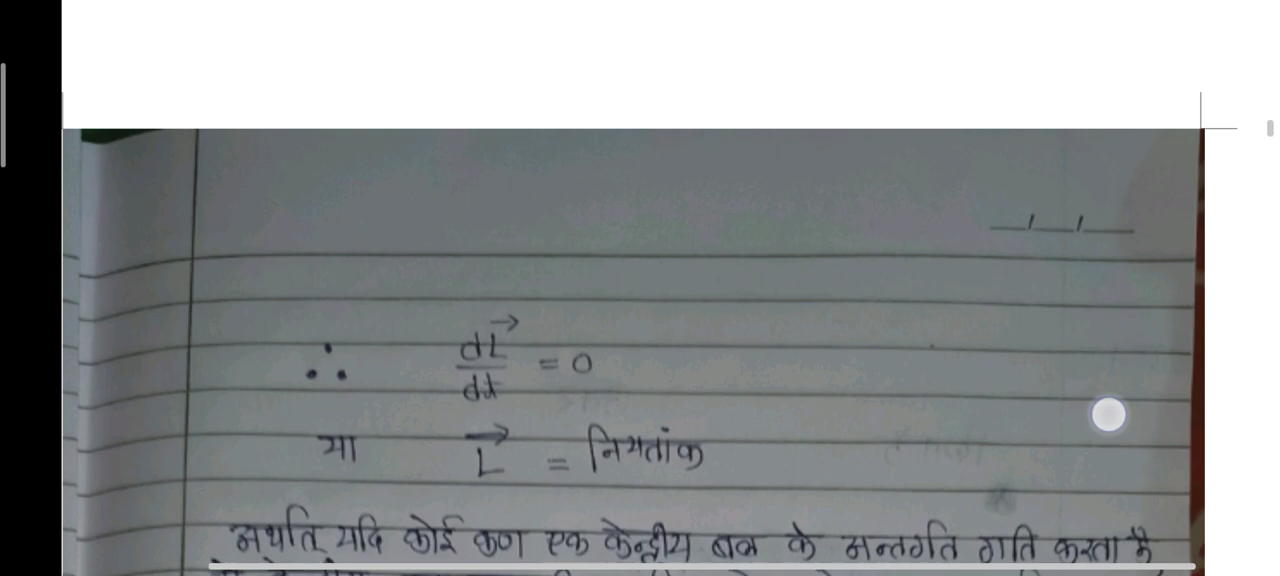 ∴ dL⃗/dt = 0
या L⃗ = नियतांक
अर्थात् यदि कोई कण एक केन्द्रीय बल के अन्तर्गत गति करता है